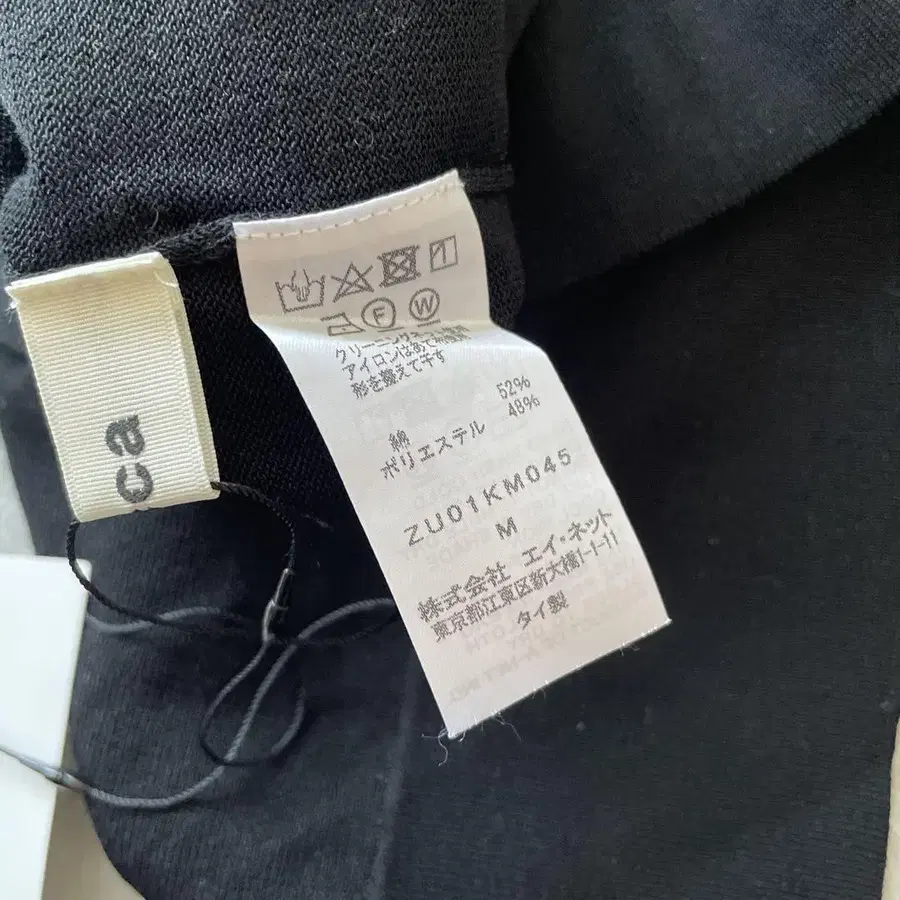 ca
F W
クリーニングネット使用
アイロンはあて布使用
形を整えて干す
綿 52%
ポリエステル 48%
ZU01KM045
M
株式会社 エイ・ネット
東京都江東区新大橋1-1-11
タイ製